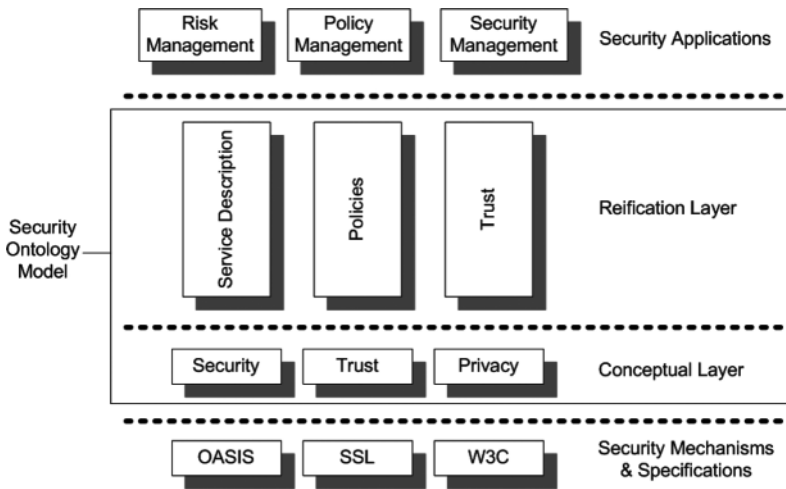 Risk
Management
Policy
Management
Security
Management
Security Applications
Service Description
Policies
Trust
Reification Layer
Security
Ontology
Model
Security
Trust
Privacy
Conceptual Layer
OASIS
SSL
W3C
Security Mechanisms
& Specifications